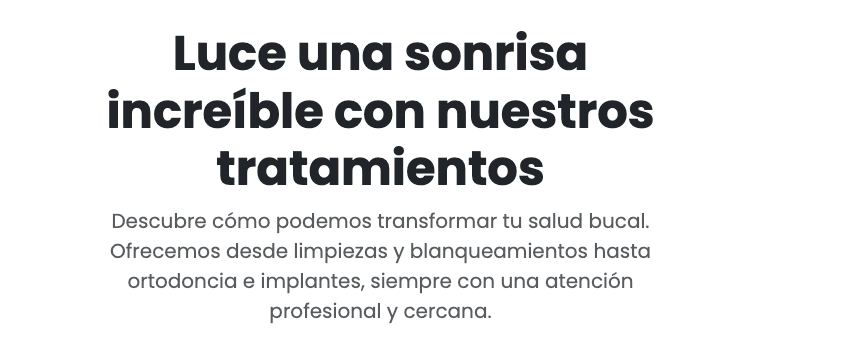 Luce una sonrisa
increíble con nuestros
tratamientos
Descubre cómo podemos transformar tu salud bucal.
Ofrecemos desde limpiezas y blanqueamientos hasta
ortodoncia e implantes, siempre con una atención
profesional y cercana.